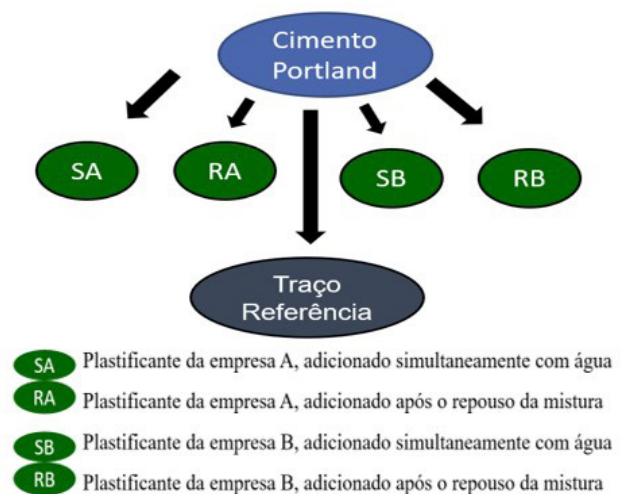 Cimento
Portland
SA
RA
SB
RB
Traço
Referência
SA Plastificante da empresa A, adicionado simultaneamente com água
RA Plastificante da empresa A, adicionado após o repouso da mistura
SB Plastificante da empresa B, adicionado simultaneamente com água
RB Plastificante da empresa B, adicionado após o repouso da mistura